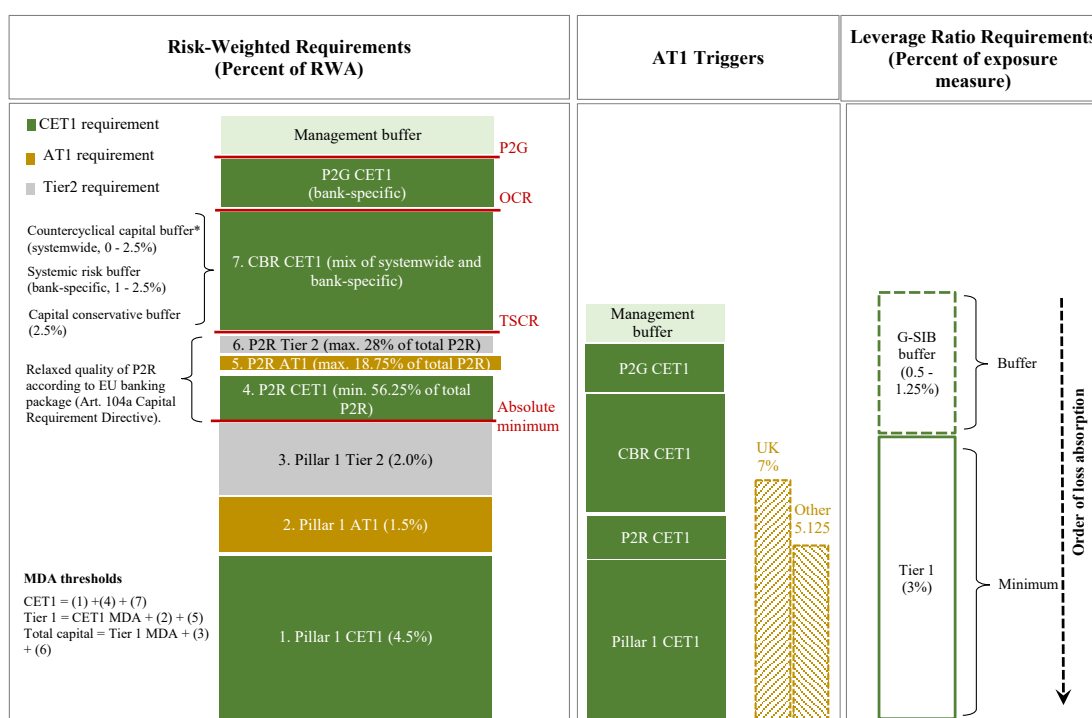 Risk-Weighted Requirements
(Percent of RWA)
AT1 Triggers
Leverage Ratio Requirements
(Percent of exposure
measure)
CET1 requirement
AT1 requirement
Tier2 requirement
Countercyclical capital buffer*
(systemwide, 0 - 2.5%)
Systemic risk buffer
(bank-specific, 1 - 2.5%)
Capital conservative buffer
(2.5%)
Relaxed quality of P2R
according to EU banking
package (Art. 104a Capital
Requirement Directive).
MDA thresholds
CET1 = (1) +(4) + (7)
Tier 1 = CET1 MDA + (2) + (5)
Total capital = Tier 1 MDA + (3)
+ (6)
Management buffer
P2G
P2G CET1
(bank-specific)
OCR
7. CBR CET1 (mix of systemwide and
bank-specific)
TSCR
6. P2R Tier 2 (max. 28% of total P2R)
5. P2R AT1 (max. 18.75% of total P2R)
4. P2R CET1 (min. 56.25% of total
P2R)
Absolute
minimum
3. Pillar 1 Tier 2 (2.0%)
2. Pillar 1 AT1 (1.5%)
1. Pillar 1 CET1 (4.5%)
Management
buffer
P2G CET1
CBR CET1
P2R CET1
Pillar 1 CET1
UK
7%
Other
5.125
G-SIB
buffer
(0.5 -
1.25%)
Buffer
Tier 1
(3%)
Minimum
Order of loss absorption